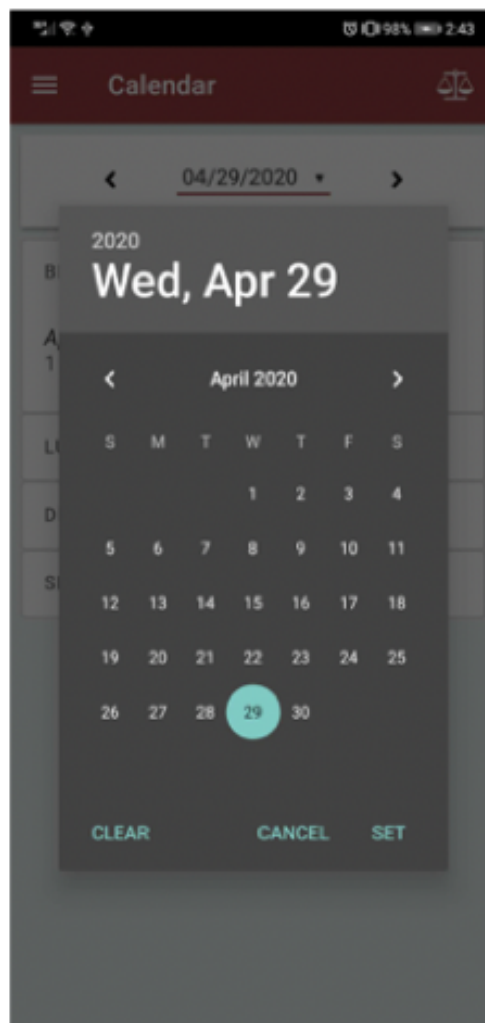 98% 2:43
Calendar
04/29/2020
2020
Wed, Apr 29
April 2020
S M T W T F S
1 2 3 4
5 6 7 8 9 10 11
12 13 14 15 16 17 18
19 20 21 22 23 24 25
26 27 28 29 30
CLEAR CANCEL SET